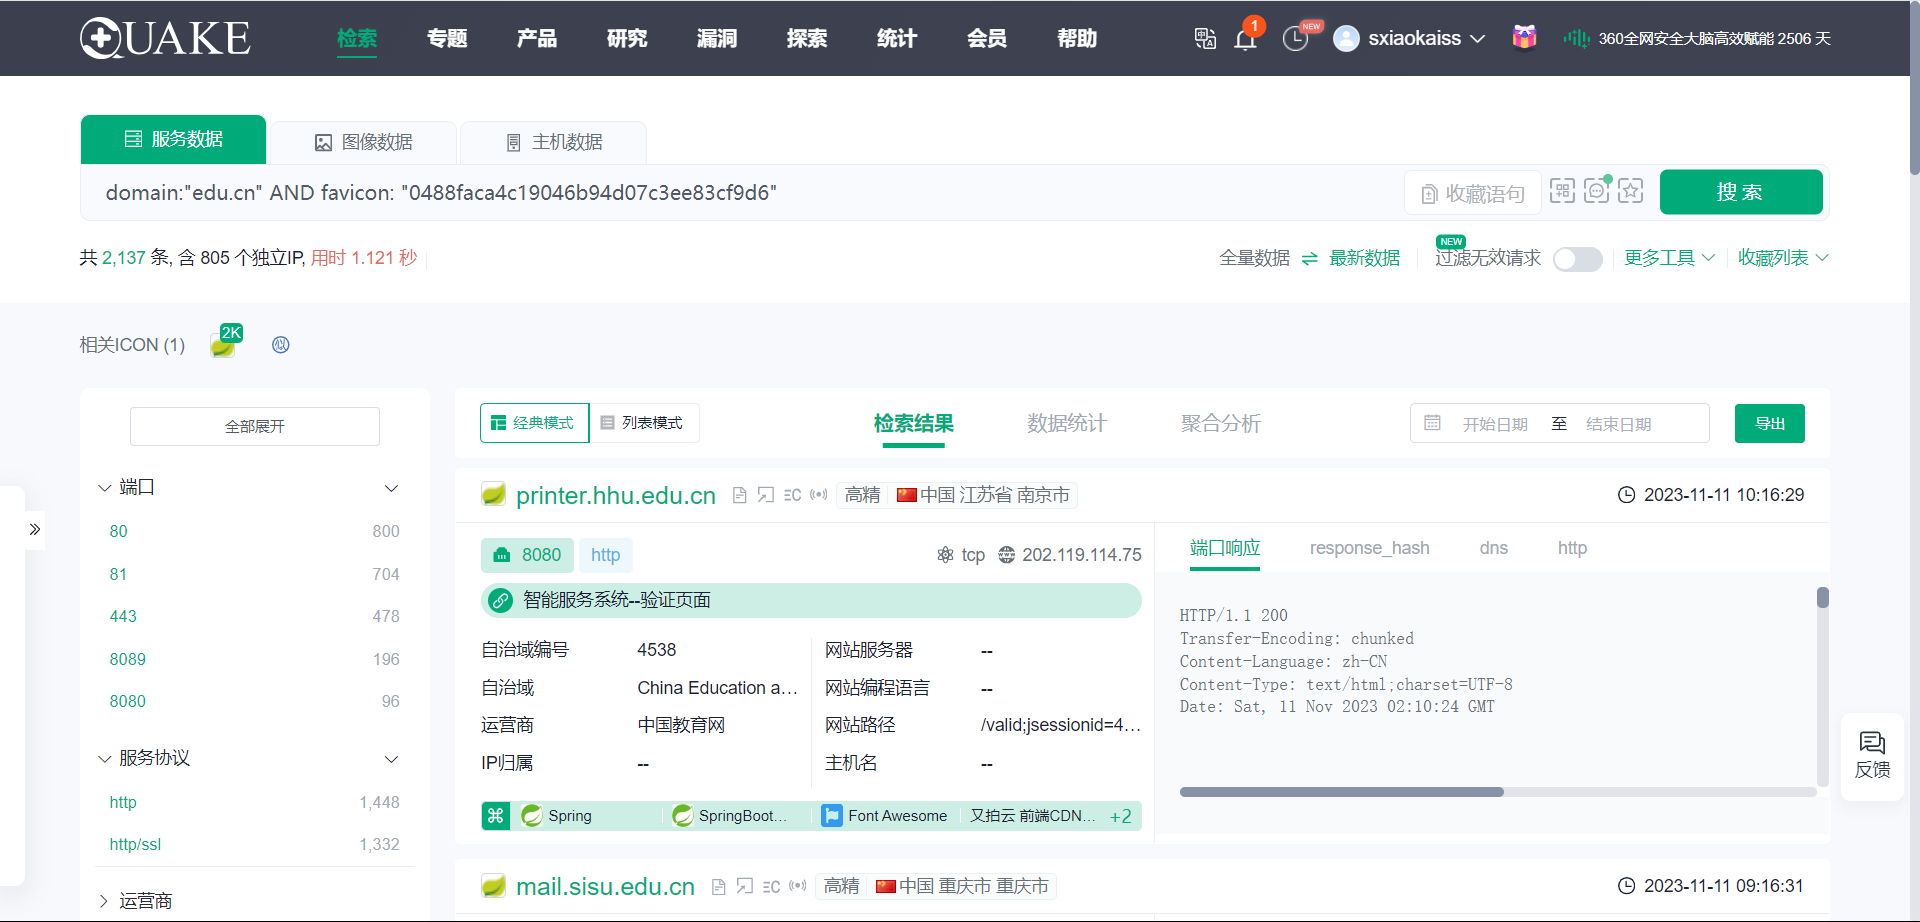 QUAKE 检索 专题 产品 研究 漏洞 探索 统计 会员 帮助 1 NEW sxiaokaiss 360全网安全大脑高效赋能 2506 天
服务数据 图像数据 主机数据
domain:"edu.cn" AND favicon: "0488faca4c19046b94d07c3ee83cf9d6" 收藏语句 搜索
共 2,137 条, 含 805 个独立IP, 用时 1.121 秒 全量数据 最新数据 NEW 过滤无效请求 更多工具 收藏列表
相关ICON (1) 2K 似
全部展开
端口
80 800
81 704
443 478
8089 196
8080 96
服务协议
http 1,448
http/ssl 1,332
运营商
经典模式 列表模式 检索结果 数据统计 聚合分析 开始日期 至 结束日期 导出
printer.hhu.edu.cn C 高精 中国 江苏省 南京市 2023-11-11 10:16:29
8080 http tcp 202.119.114.75
智能服务系统--验证页面
自治域编号 4538 网站服务器 --
自治域 China Education a... 网站编程语言 --
运营商 中国教育网 网站路径 /valid;jsessionid=4...
IP归属 -- 主机名 --
Spring SpringBoot... Font Awesome 又拍云 前端CDN... +2
端口响应 response_hash dns http
HTTP/1.1 200
Transfer-Encoding: chunked
Content-Language: zh-CN
Content-Type: text/html;charset=UTF-8
Date: Sat, 11 Nov 2023 02:10:24 GMT
反馈
mail.sisu.edu.cn C 高精 中国 重庆市 重庆市 2023-11-11 09:16:31